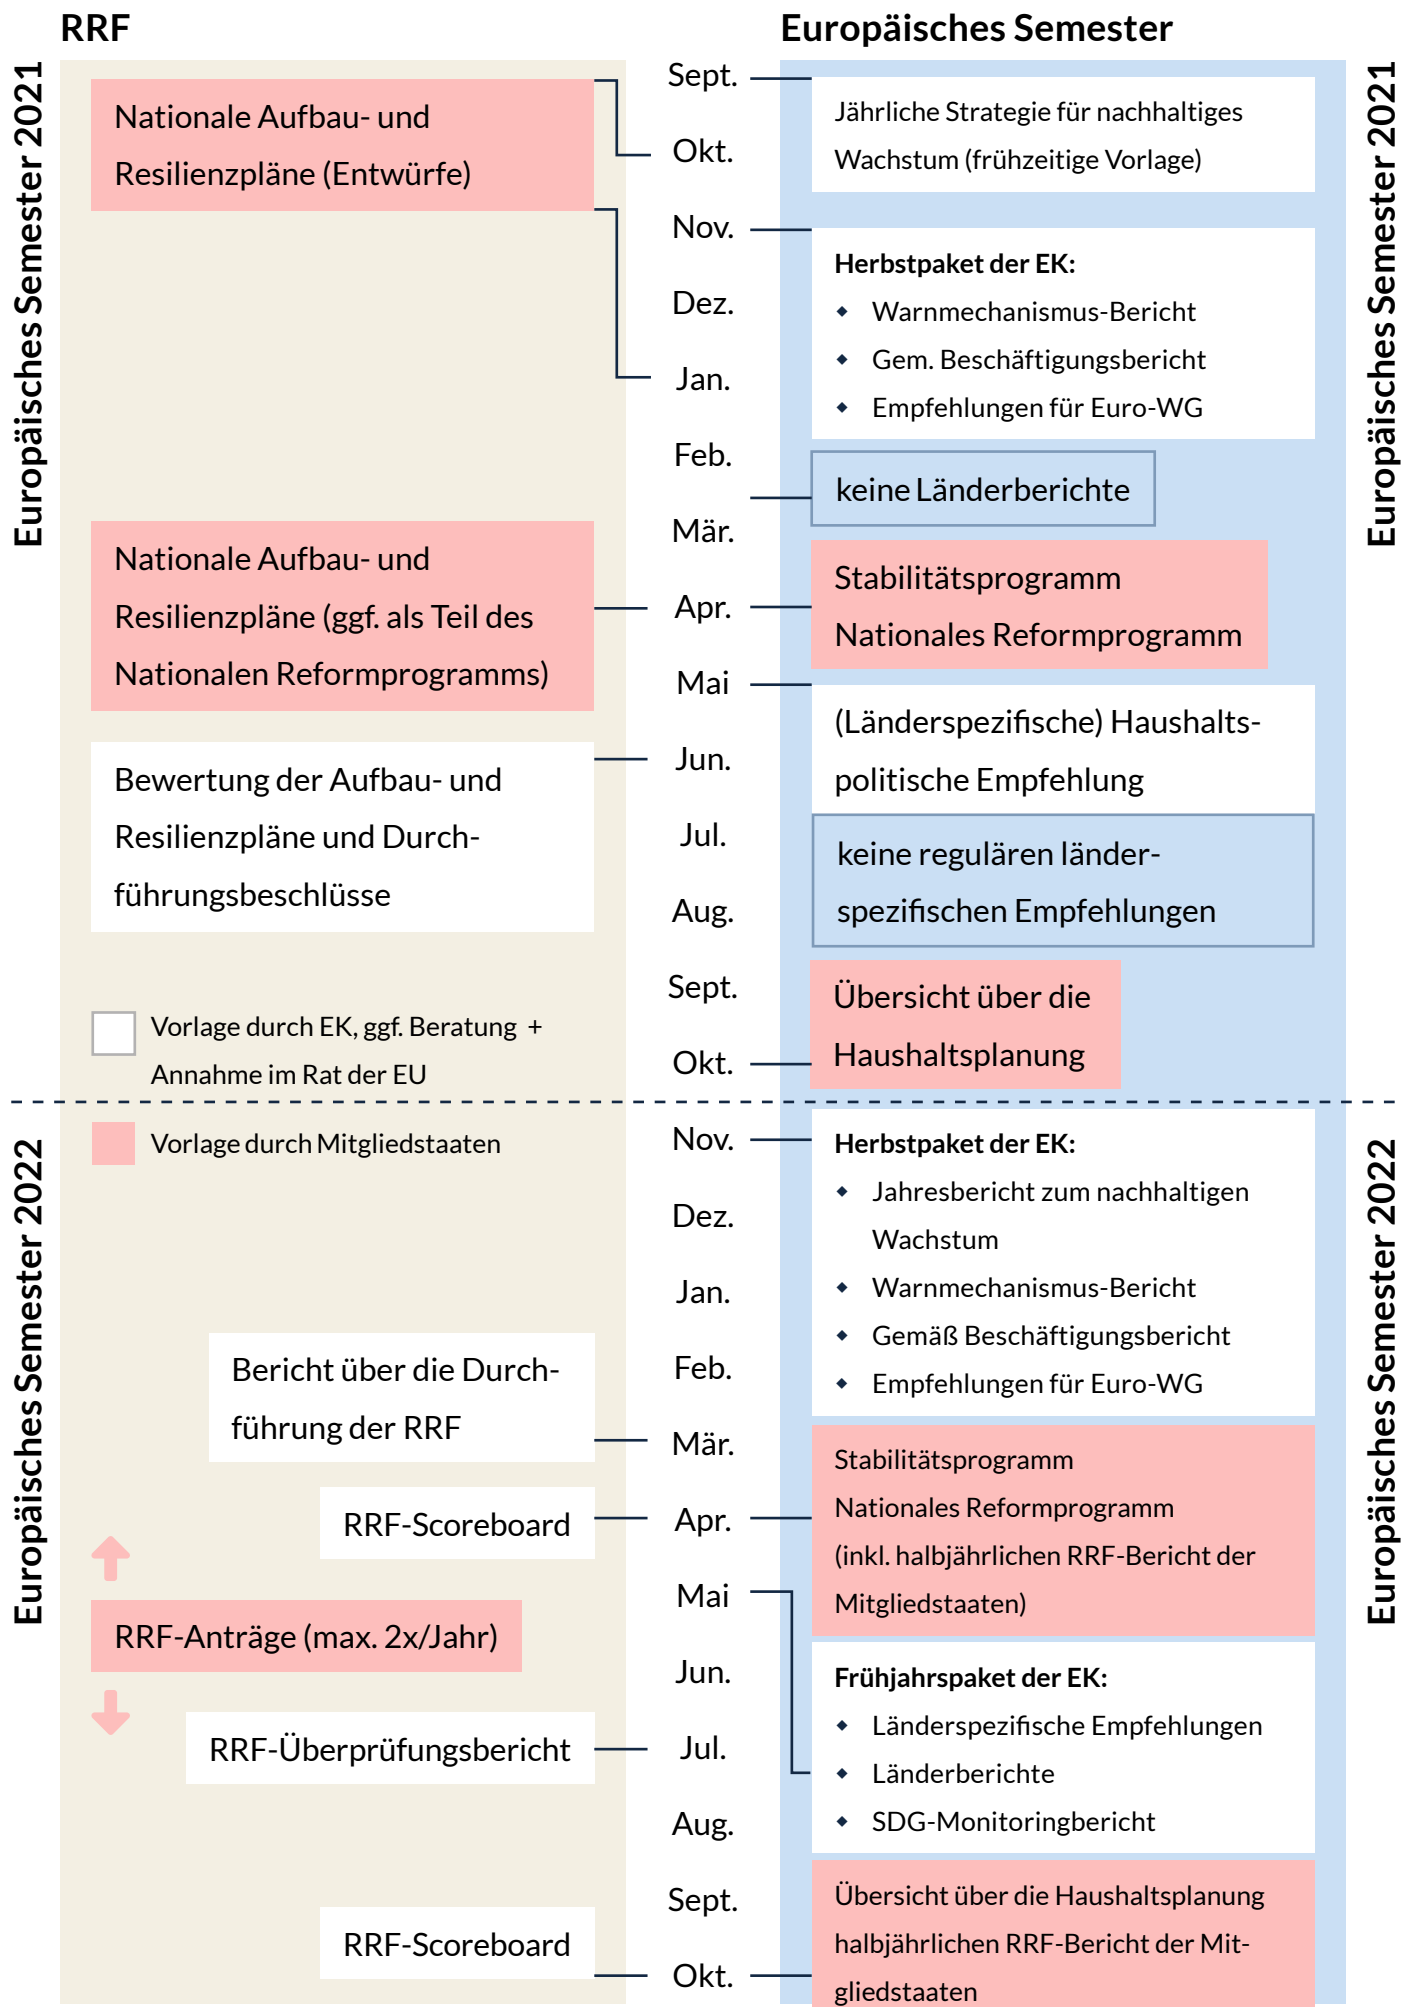 RRF
Europäisches Semester
Europäisches Semester 2021
Nationale Aufbau- und
Resilienzpläne (Entwürfe)
Nationale Aufbau- und
Resilienzpläne (ggf. als Teil des
Nationalen Reformprogramms)
Bewertung der Aufbau- und
Resilienzpläne und Durch-
führungsbeschlüsse
Vorlage durch EK, ggf. Beratung +
Annahme im Rat der EU
Sept.
Okt.
Nov.
Dez.
Jan.
Feb.
Mär.
Apr.
Mai
Jun.
Jul.
Aug.
Sept.
Okt.
Jährliche Strategie für nachhaltiges
Wachstum (frühzeitige Vorlage)
Herbstpaket der EK:
Warnmechanismus-Bericht
Gem. Beschäftigungsbericht
Empfehlungen für Euro-WG
keine Länderberichte
Stabilitätsprogramm
Nationales Reformprogramm
(Länderspezifische) Haushalts-
politische Empfehlung
keine regulären länder-
spezifischen Empfehlungen
Übersicht über die
Haushaltsplanung
Europäisches Semester 2021
Europäisches Semester 2022
Vorlage durch Mitgliedstaaten
Bericht über die Durch-
führung der RRF
RRF-Scoreboard
RRF-Anträge (max. 2x/Jahr)
RRF-Überprüfungsbericht
RRF-Scoreboard
Nov.
Dez.
Jan.
Feb.
Mär.
Apr.
Mai
Jun.
Jul.
Aug.
Sept.
Okt.
Herbstpaket der EK:
Jahresbericht zum nachhaltigen
Wachstum
Warnmechanismus-Bericht
Gemäß Beschäftigungsbericht
Empfehlungen für Euro-WG
Stabilitätsprogramm
Nationales Reformprogramm
(inkl. halbjährlichen RRF-Bericht der
Mitgliedstaaten)
Frühjahrspaket der EK:
Länderspezifische Empfehlungen
Länderberichte
SDG-Monitoringbericht
Übersicht über die Haushaltsplanung
halbjährlichen RRF-Bericht der Mit-
gliedstaaten
Europäisches Semester 2022